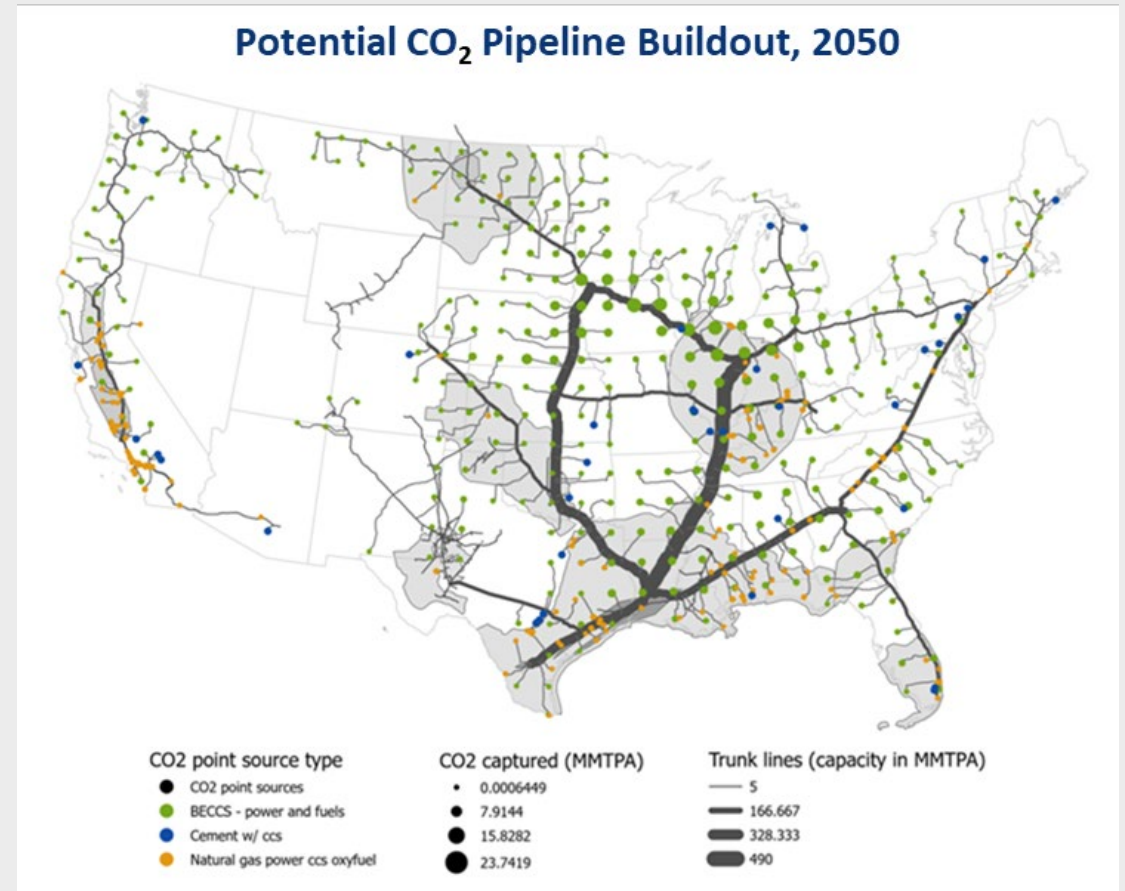 Potential CO₂ Pipeline Buildout, 2050
CO2 point source type
CO2 point sources
BECCS - power and fuels
Cement w/ ccs
Natural gas power ccs oxyfuel
CO2 captured (MMTPA)
0.0006449
7.9144
15.8282
23.7419
Trunk lines (capacity in MMTPA)
5
166.667
328.333
490